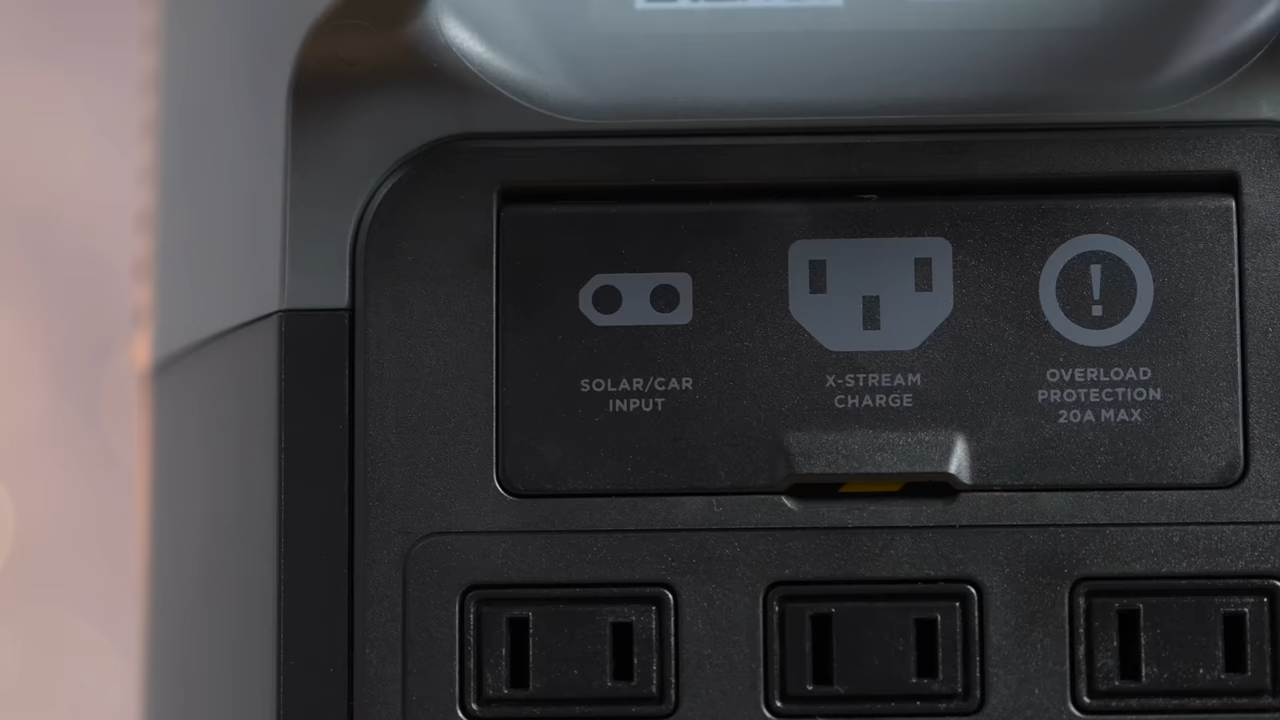 SOLAR/CAR
INPUT
X-STREAM
CHARGE
OVERLOAD
PROTECTION
20A MAX